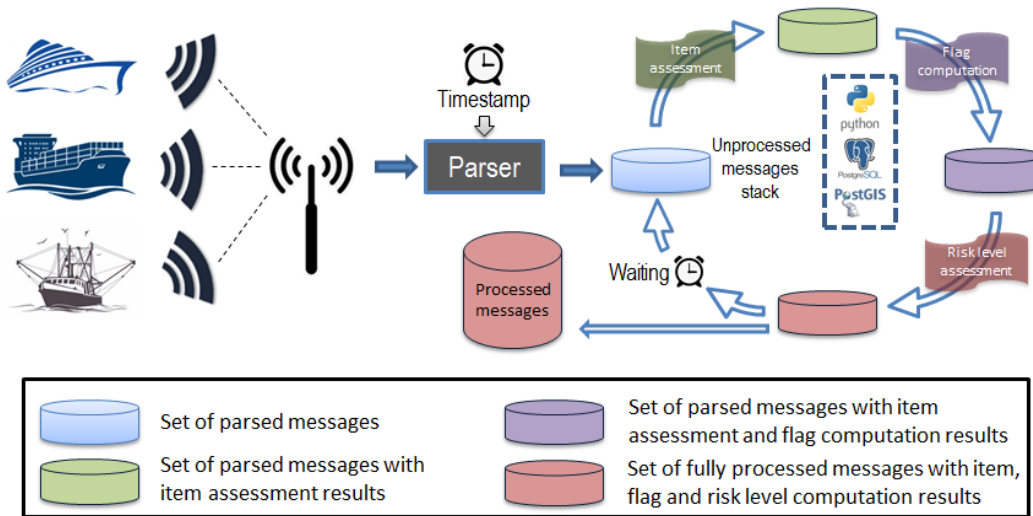 Timestamp
Parser
Item
assessment
Flag
computation
python
PostgreSQL
PostGIS
Unprocessed
messages
stack
Risk level
assessment
Waiting
Processed
messages
Set of parsed messages
Set of parsed messages with
item assessment results
Set of parsed messages with item
assessment and flag computation results
Set of fully processed messages with item,
flag and risk level computation results